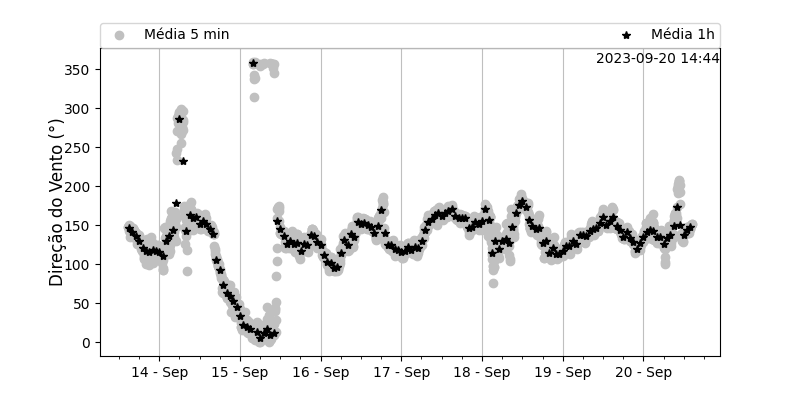 Média 5 min
Média 1h
2023-09-20 14:44
Direção do Vento (°)
350
300
250
200
150
100
50
0
14 - Sep
15 - Sep
16 - Sep
17 - Sep
18 - Sep
19 - Sep
20 - Sep